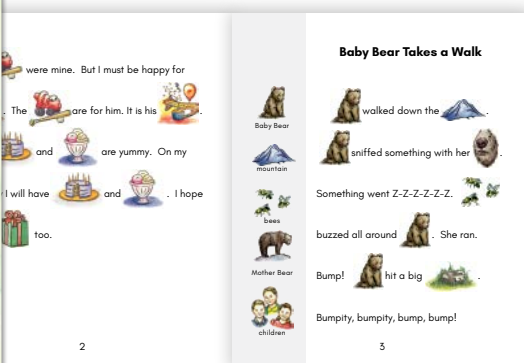 were mine. But I must be happy for
. The are for him. It is his .
and are yummy. On my
I will have and . I hope
too.
2
Baby Bear
mountain
bees
Mother Bear
children
Baby Bear Takes a Walk
walked down the .
sniffed something with her .
Something went Z-Z-Z-Z-Z-Z.
buzzed all around . She ran.
Bump! hit a big .
Bumpity, bumpity, bump, bump!
3